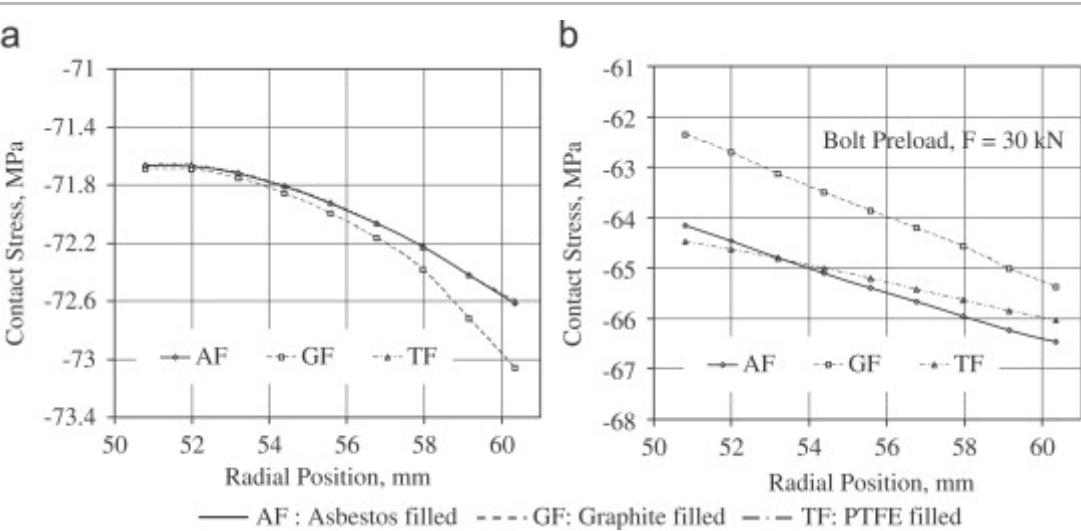 a
-71
-71.4
-71.8
-72.2
-72.6
-73
-73.4
Contact Stress, MPa
AF GF TF
50 52 54 56 58 60
Radial Position, mm
b
-61
-62
-63
-64
-65
-66
-67
-68
Contact Stress, MPa
Bolt Preload, F = 30 kN
AF GF TF
50 52 54 56 58 60
Radial Position, mm
AF : Asbestos filled GF: Graphite filled TF: PTFE filled